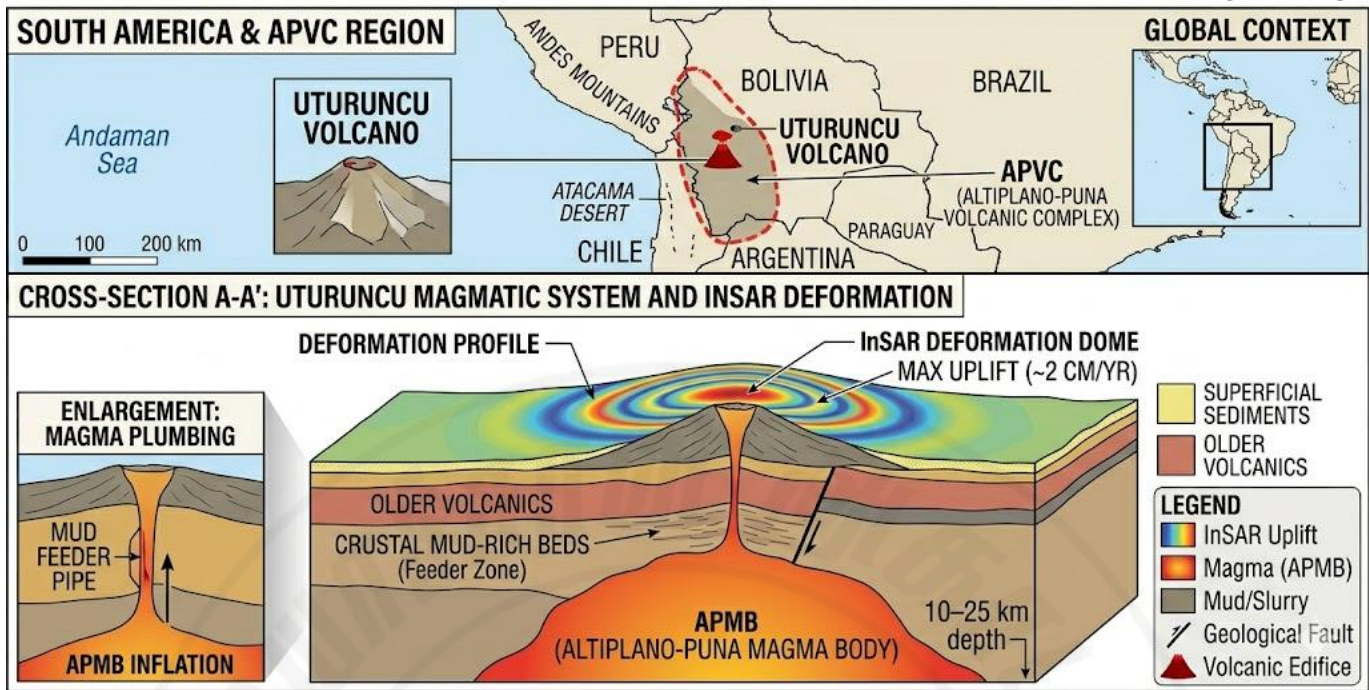 SOUTH AMERICA & APVC REGION
GLOBAL CONTEXT
ANDES MOUNTAINS
PERU
BOLIVIA
BRAZIL
UTURUNCU
VOLCANO
Andaman
Sea
UTURUNCU
VOLCANO
APVC
(ALTIPLANO-PUNA
VOLCANIC COMPLEX)
ATACAMA
DESERT
PARAGUAY
CHILE
ARGENTINA
0 100 200 km
CROSS-SECTION A-A′: UTURUNCU MAGMATIC SYSTEM AND INSAR DEFORMATION
DEFORMATION PROFILE
InSAR DEFORMATION DOME
MAX UPLIFT (~2 CM/YR)
ENLARGEMENT:
MAGMA PLUMBING
MUD
FEEDER
PIPE
APMB INFLATION
OLDER VOLCANICS
CRUSTAL MUD-RICH BEDS
(Feeder Zone)
APMB
(ALTIPLANO-PUNA MAGMA BODY)
10–25 km
depth
SUPERFICIAL
SEDIMENTS
OLDER
VOLCANICS
LEGEND
InSAR Uplift
Magma (APMB)
Mud/Slurry
Geological Fault
Volcanic Edifice